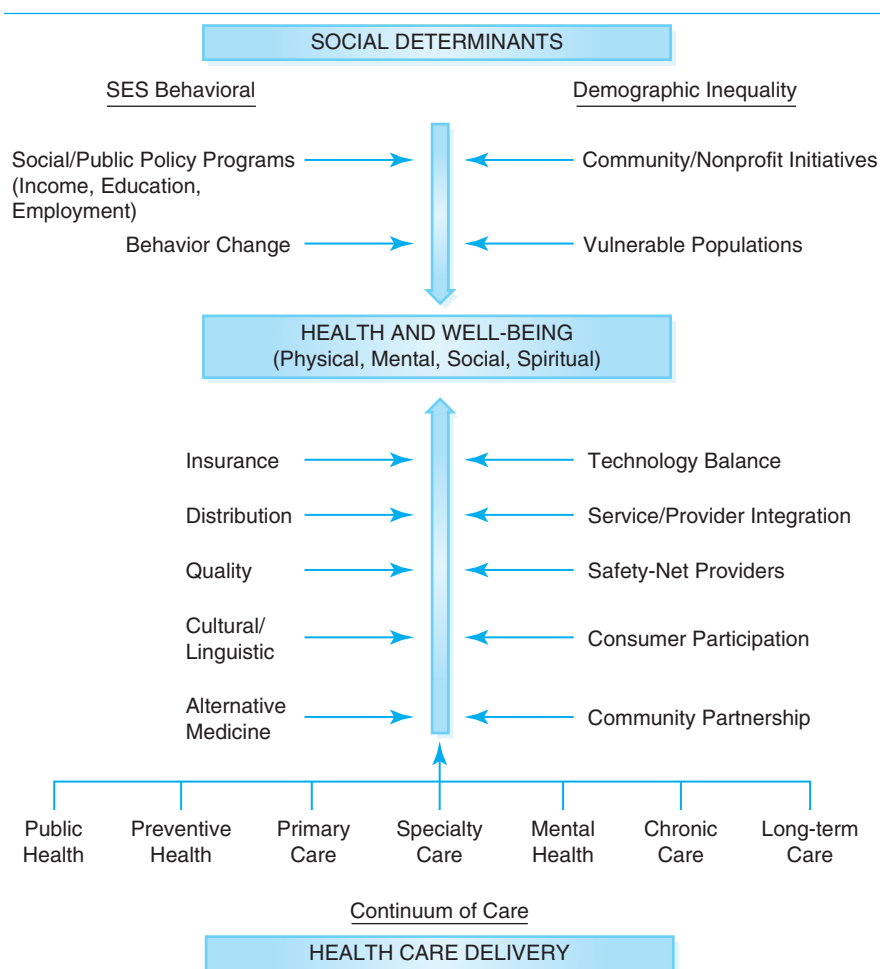 SOCIAL DETERMINANTS
SES Behavioral
Demographic Inequality
Social/Public Policy Programs
(Income, Education,
Employment)
Community/Nonprofit Initiatives
Behavior Change
Vulnerable Populations
HEALTH AND WELL-BEING
(Physical, Mental, Social, Spiritual)
Insurance
Technology Balance
Distribution
Service/Provider Integration
Quality
Safety-Net Providers
Cultural/
Linguistic
Consumer Participation
Alternative
Medicine
Community Partnership
Public
Health
Preventive
Health
Primary
Care
Specialty
Care
Mental
Health
Chronic
Care
Long-term
Care
Continuum of Care
HEALTH CARE DELIVERY